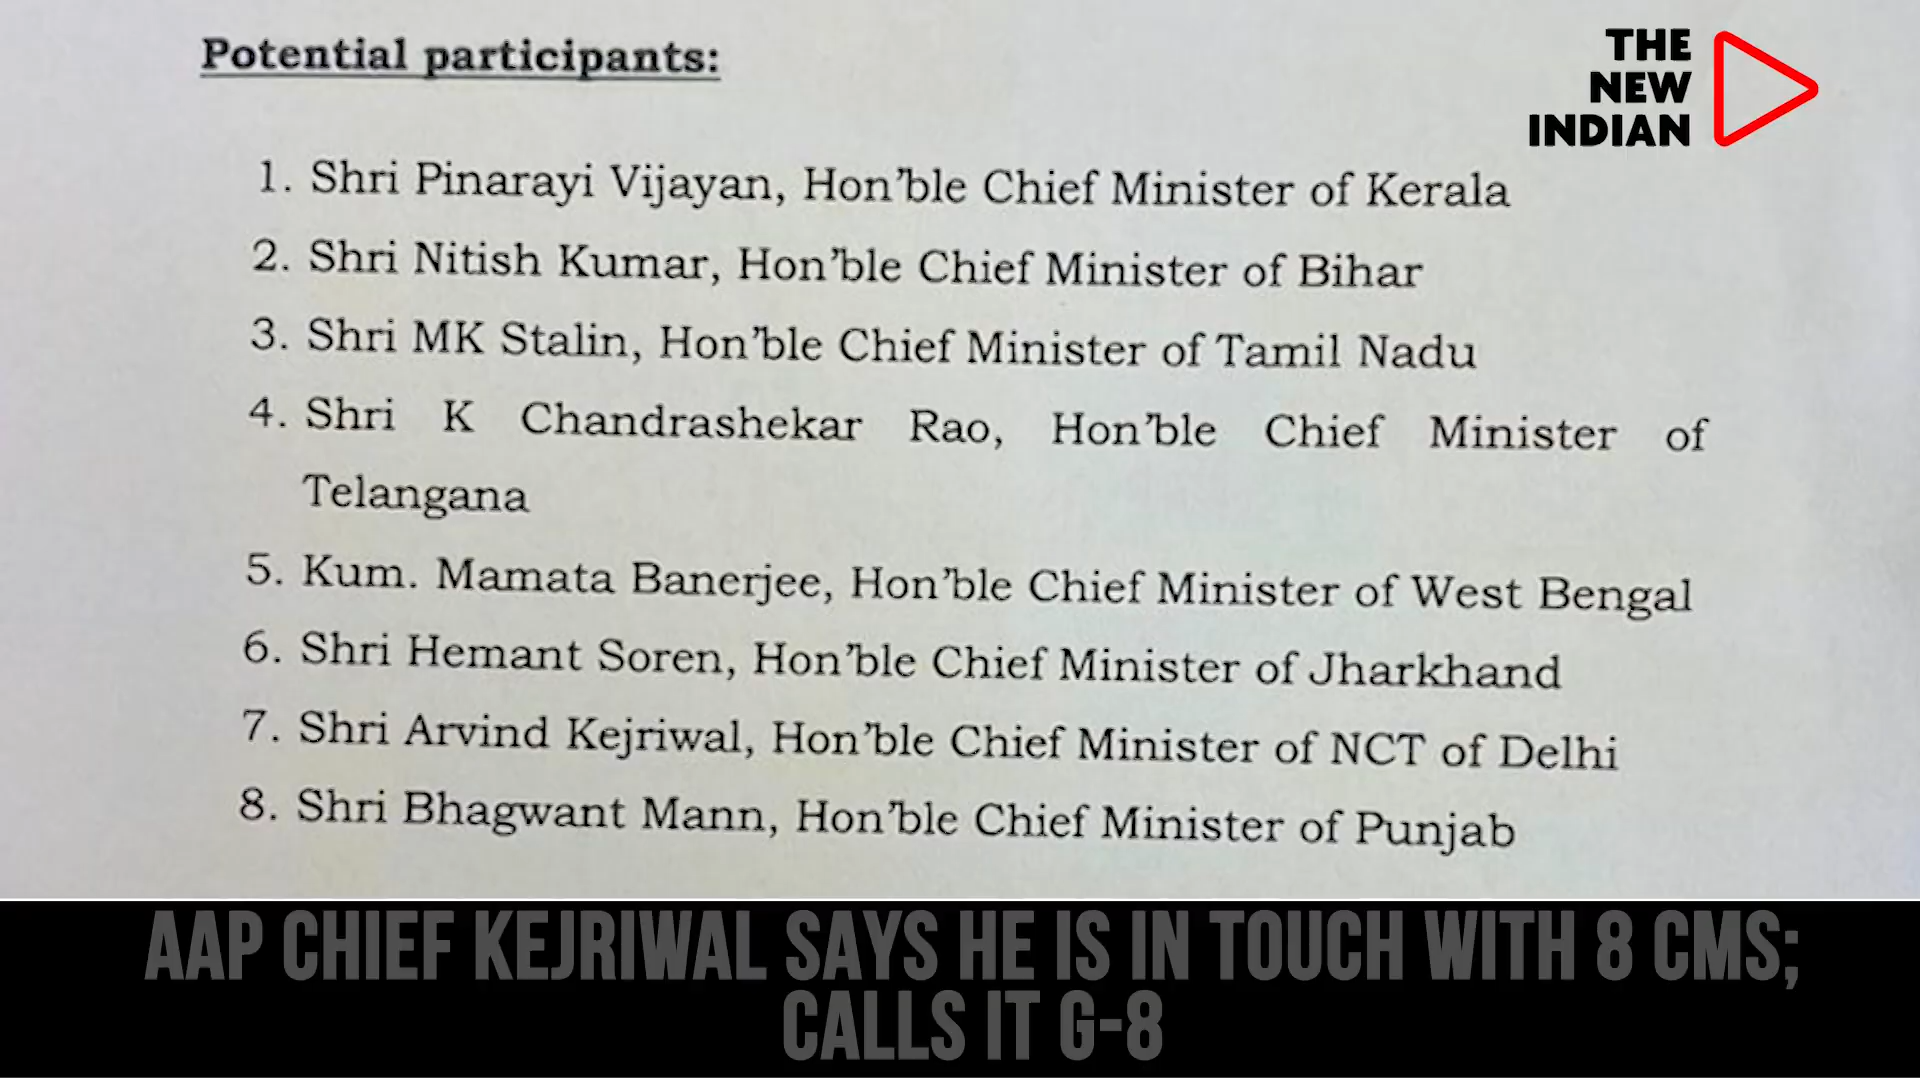 Potential participants:
THE
NEW
INDIAN
1. Shri Pinarayi Vijayan, Hon'ble Chief Minister of Kerala
2. Shri Nitish Kumar, Hon'ble Chief Minister of Bihar
3. Shri MK Stalin, Hon'ble Chief Minister of Tamil Nadu
4. Shri K Chandrashekar Rao, Hon'ble Chief Minister of
Telangana
5. Kum. Mamata Banerjee, Hon'ble Chief Minister of West Bengal
6. Shri Hemant Soren, Hon'ble Chief Minister of Jharkhand
7. Shri Arvind Kejriwal, Hon'ble Chief Minister of NCT of Delhi
8. Shri Bhagwant Mann, Hon'ble Chief Minister of Punjab
AAP CHIEF KEJRIWAL SAYS HE IS IN TOUCH WITH 8 CMS;
CALLS IT G-8